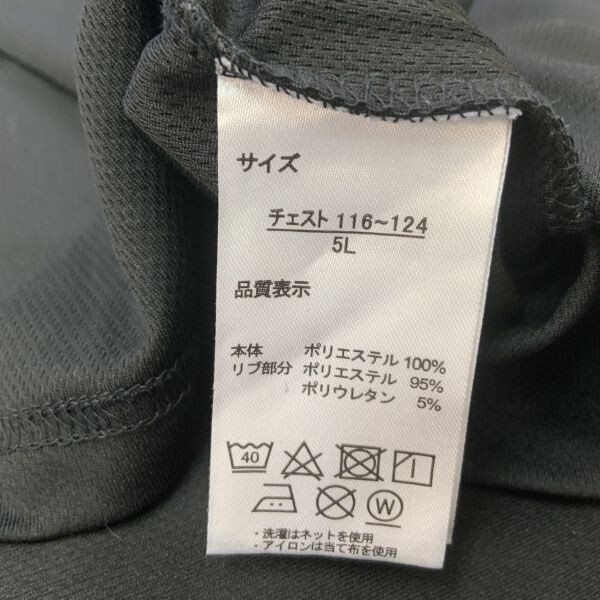 サイズ
チェスト 116~124
5L
品質表示
本体 ポリエステル 100%
リブ部分 ポリエステル 95%
ポリウレタン 5%
40
W
・洗濯はネットを使用
・アイロンは当て布を使用